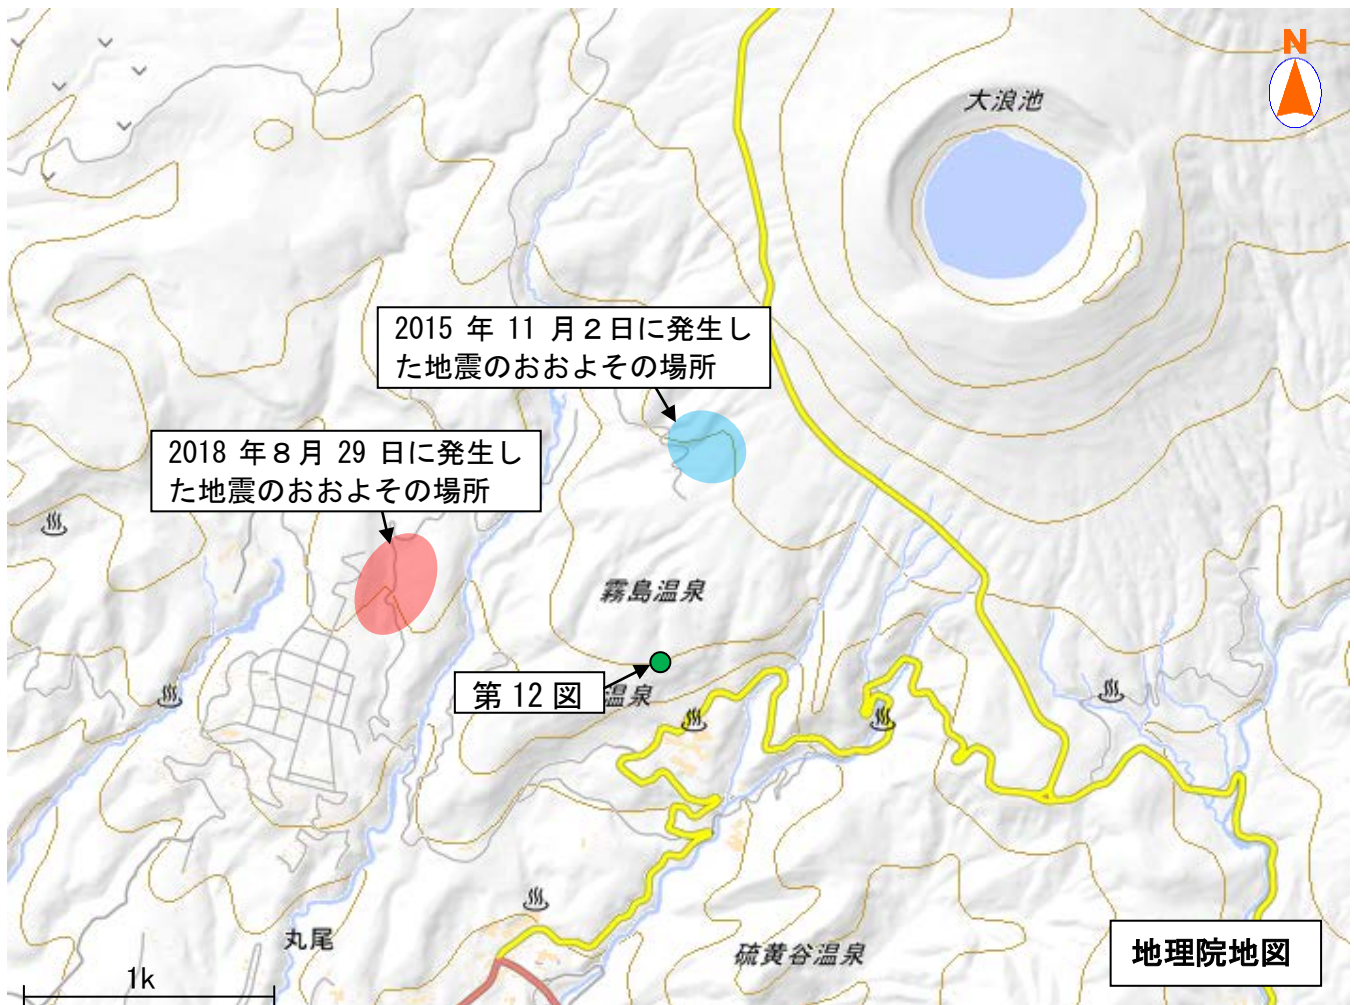 N
大浪池
2015 年 11 月２日に発生し
た地震のおおよその場所
2018 年８月 29 日に発生し
た地震のおおよその場所
霧島温泉
第 12 図
温泉
丸尾
硫黄谷温泉
地理院地図
1k